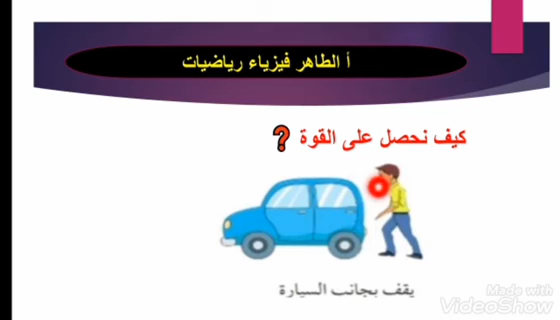 أ الطاهر فيزياء رياضيات
كيف نحصل على القوة ?
يقف بجانب السيارة
Made with
VideoShow